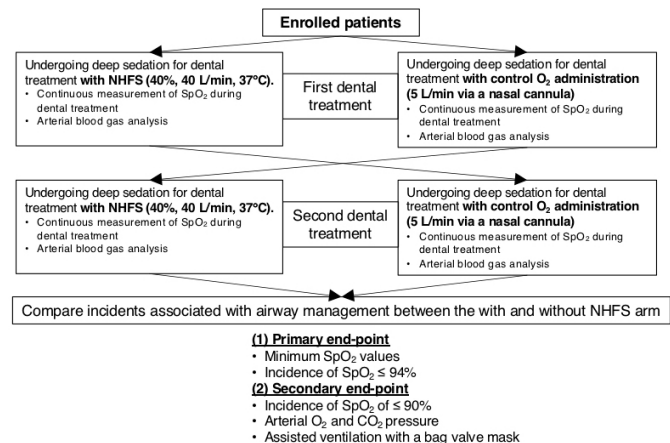 Enrolled patients
Undergoing deep sedation for dental
treatment with NHFS (40%, 40 L/min, 37ºC).
• Continuous measurement of SpO₂ during
dental treatment
• Arterial blood gas analysis
First dental
treatment
Undergoing deep sedation for dental
treatment with control O₂ administration
(5 L/min via a nasal cannula)
• Continuous measurement of SpO₂ during
dental treatment
• Arterial blood gas analysis
Undergoing deep sedation for dental
treatment with NHFS (40%, 40 L/min, 37ºC).
• Continuous measurement of SpO₂ during
dental treatment
• Arterial blood gas analysis
Second dental
treatment
Undergoing deep sedation for dental
treatment with control O₂ administration
(5 L/min via a nasal cannula)
• Continuous measurement of SpO₂ during
dental treatment
• Arterial blood gas analysis
Compare incidents associated with airway management between the with and without NHFS arm
(1) Primary end-point
• Minimum SpO₂ values
• Incidence of SpO₂ ≤ 94%
(2) Secondary end-point
• Incidence of SpO₂ of ≤ 90%
• Arterial O₂ and CO₂ pressure
• Assisted ventilation with a bag valve mask